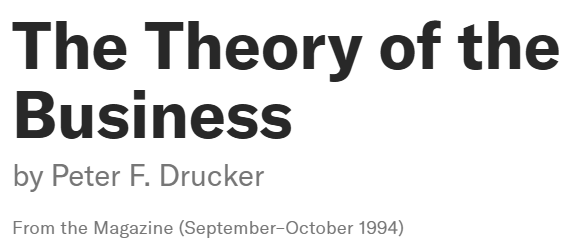 The Theory of the
Business
by Peter F. Drucker
From the Magazine (September–October 1994)